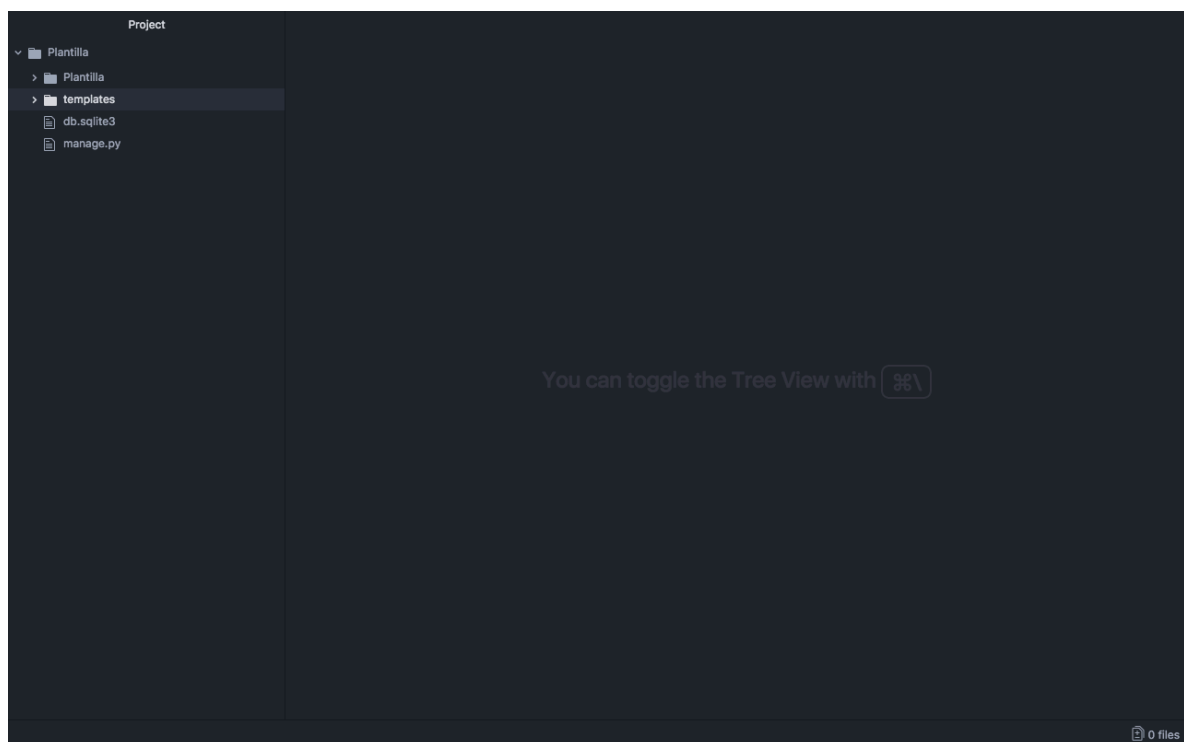 Project
Plantilla
Plantilla
templates
db.sqlite3
manage.py
You can toggle the Tree View with ⌘\
0 files